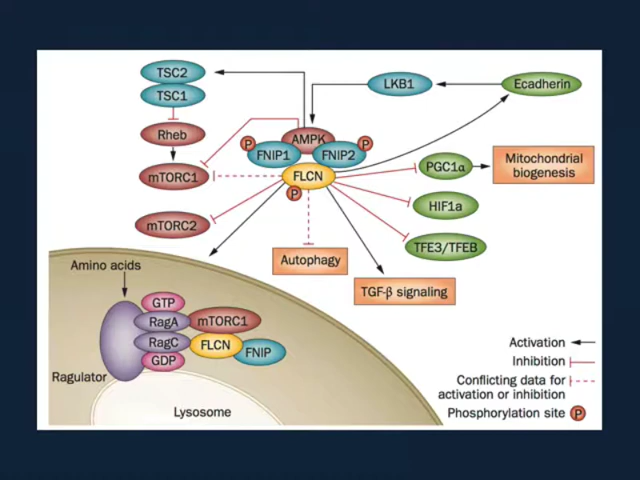 TSC2
TSC1
LKB1
Ecadherin
Rheb
AMPK
P
P
FNIP1
FNIP2
mTORC1
FLCN
P
PGC1α
Mitochondrial
biogenesis
HIF1a
mTORC2
TFE3/TFEB
Autophagy
TGF-β signaling
Amino acids
GTP
RagA
mTORC1
RagC
FLCN
FNIP
GDP
Ragulator
Lysosome
Activation
Inhibition
Conflicting data for
activation or inhibition
Phosphorylation site P